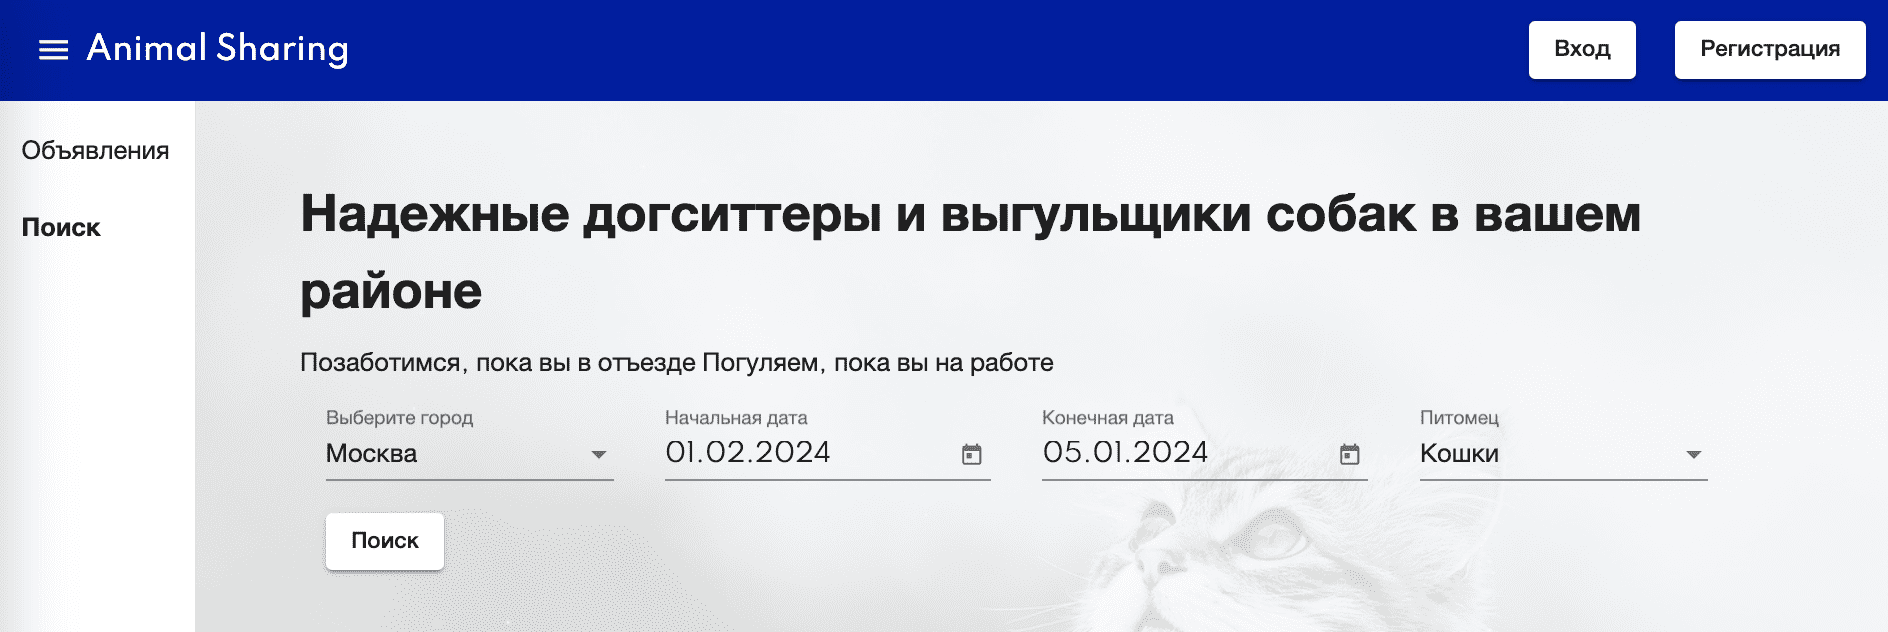 Animal Sharing
Вход
Регистрация
Объявления
Поиск
Надежные догситтеры и выгульщики собак в вашем
районе
Позаботимся, пока вы в отъезде Погуляем, пока вы на работе
Выберите город
Москва
Начальная дата
01.02.2024
Конечная дата
05.01.2024
Питомец
Кошки
Поиск